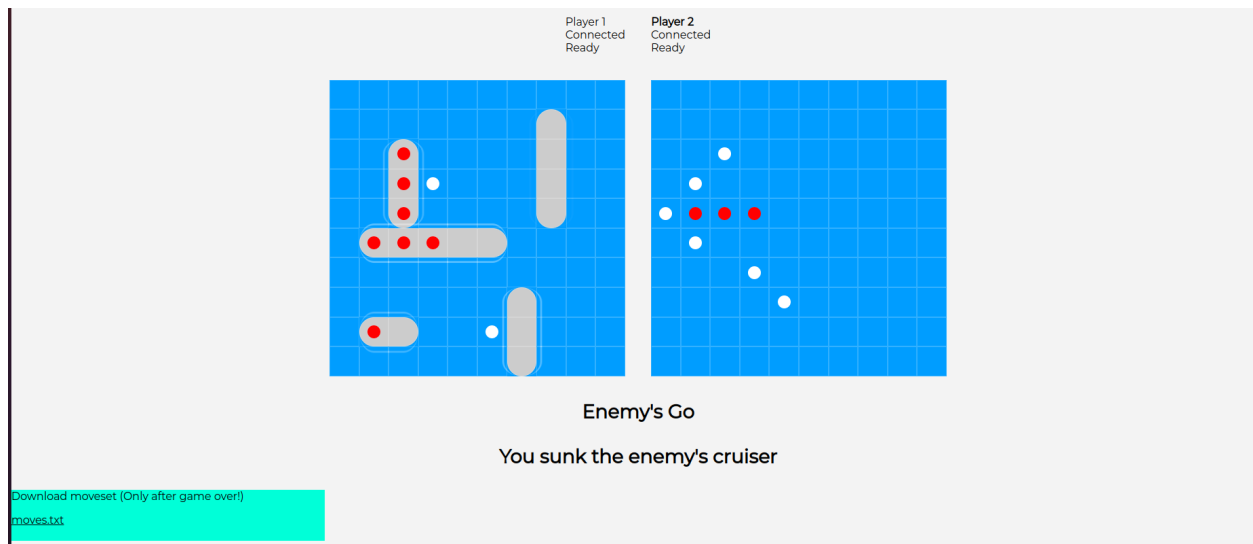 Player 1
Connected
Ready
Player 2
Connected
Ready
Enemy's Go
You sunk the enemy's cruiser
Download moveset (Only after game over!)
moves.txt